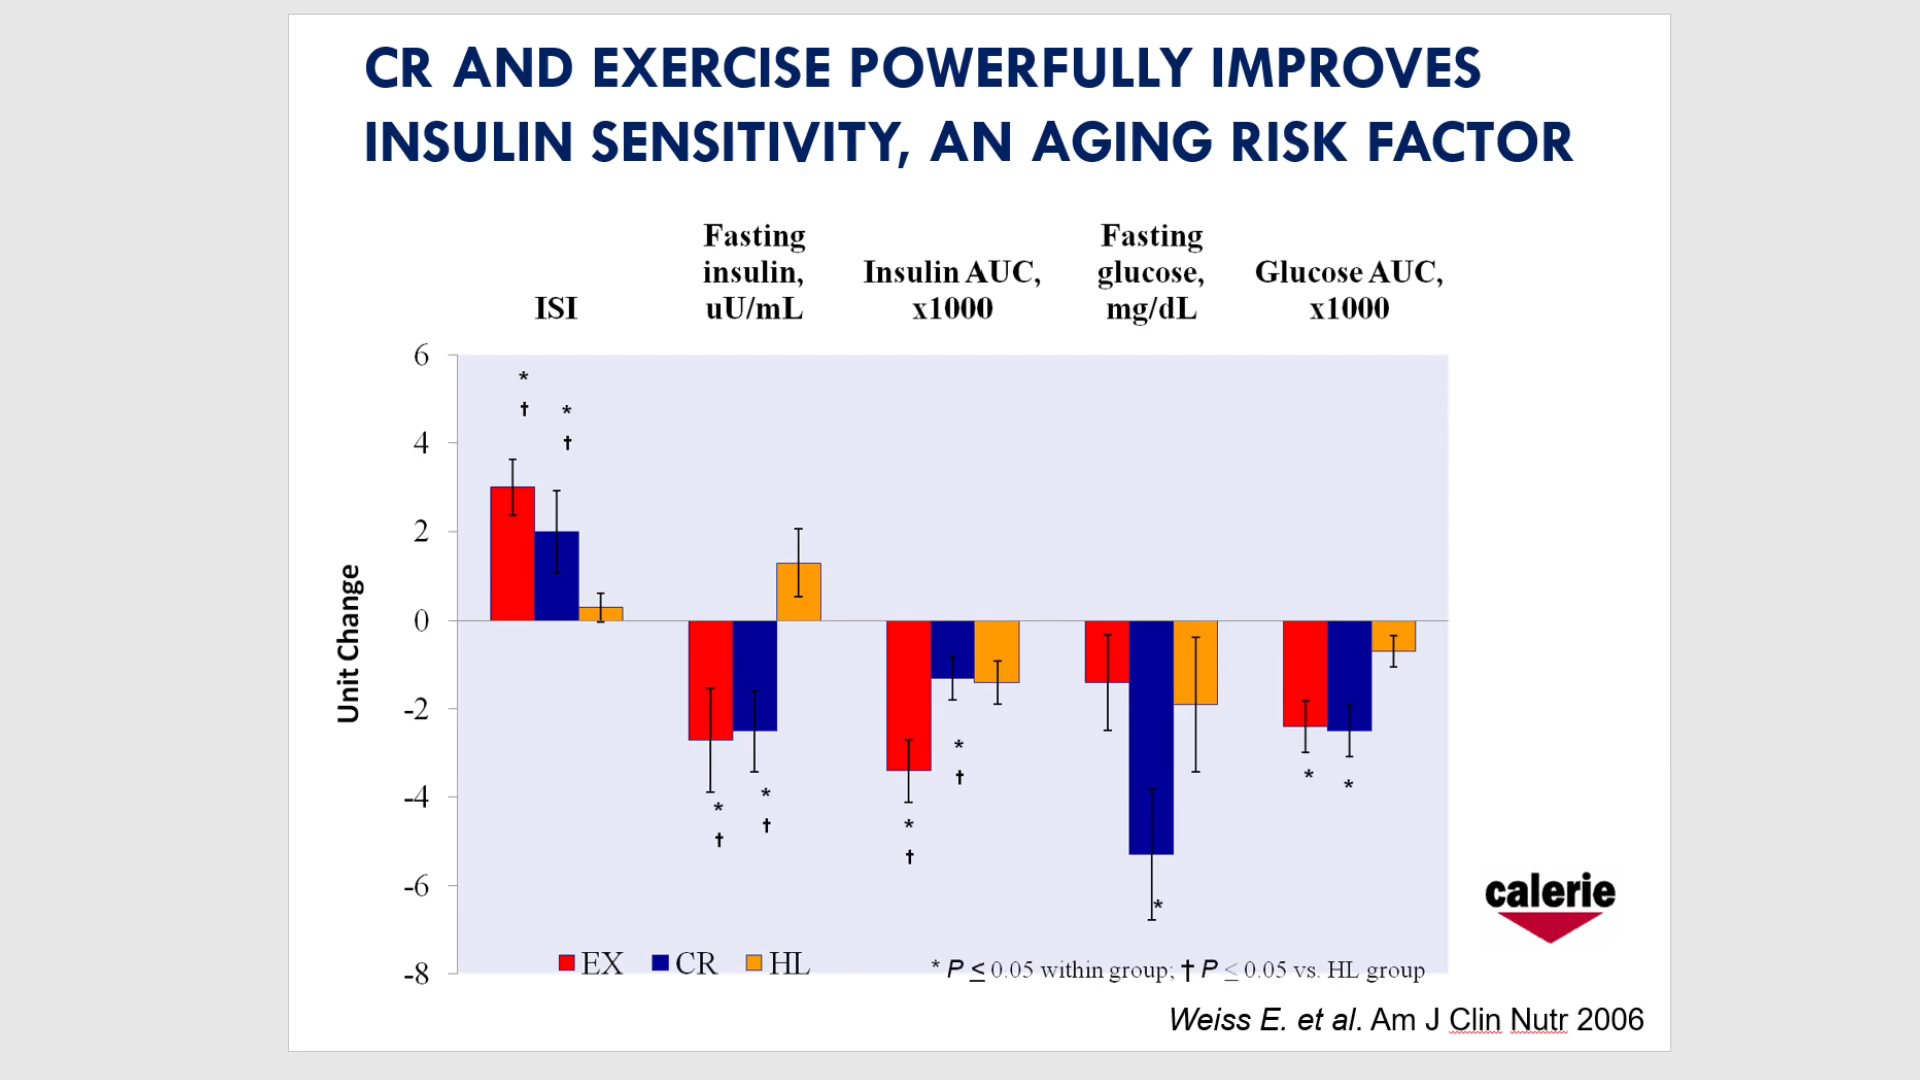 CR AND EXERCISE POWERFULLY IMPROVES
INSULIN SENSITIVITY, AN AGING RISK FACTOR
ISI
Fasting
insulin,
uU/mL
Insulin AUC,
x1000
Fasting
glucose,
mg/dL
Glucose AUC,
x1000
Unit Change
6
4
2
0
-2
-4
-6
-8
*
†
*
†
*
†
*
†
*
†
*
†
*
*
*
EX CR HL
* P ≤ 0.05 within group; † P ≤ 0.05 vs. HL group
calerie
Weiss E. et al. Am J Clin Nutr 2006